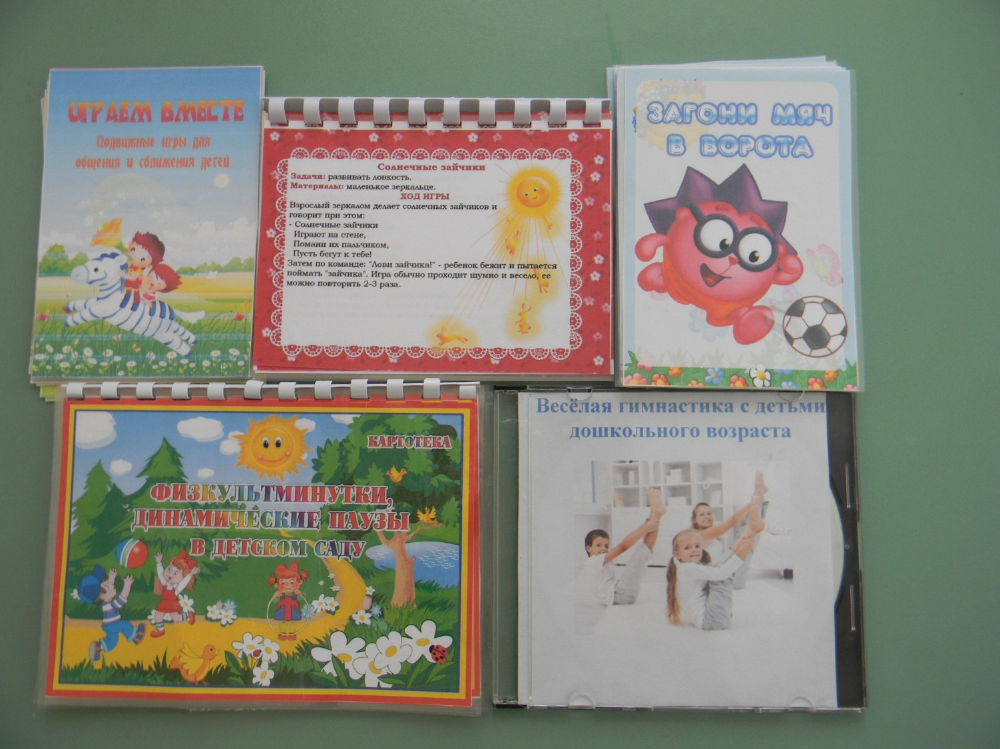 ИГРАЕМ ВМЕСТЕ
Подвижные игры для
общения и сближения детей
Солнечные зайчики
Задачи: развивать ловкость.
Материалы: маленькое зеркальце.
ХОД ИГРЫ
Взрослый зеркалом делает солнечных зайчиков и
говорит при этом:
- Солнечные зайчики
Играют на стене,
Помани их пальчиком,
Пусть бегут к тебе!
Затем по команде: "Лови зайчика!" - ребенок бежит и пытается
поймать "зайчика". Игра обычно проходит шумно и весело, ее
можно повторить 2-3 раза.
ЗАГОНИ МЯЧ
В ВОРОТА
КАРТОТЕКА
ФИЗКУЛЬТМИНУТКИ,
ДИНАМИЧЕСКИЕ ПАУЗЫ
В ДЕТСКОМ САДУ
Весёлая гимнастика с детьми
дошкольного возраста